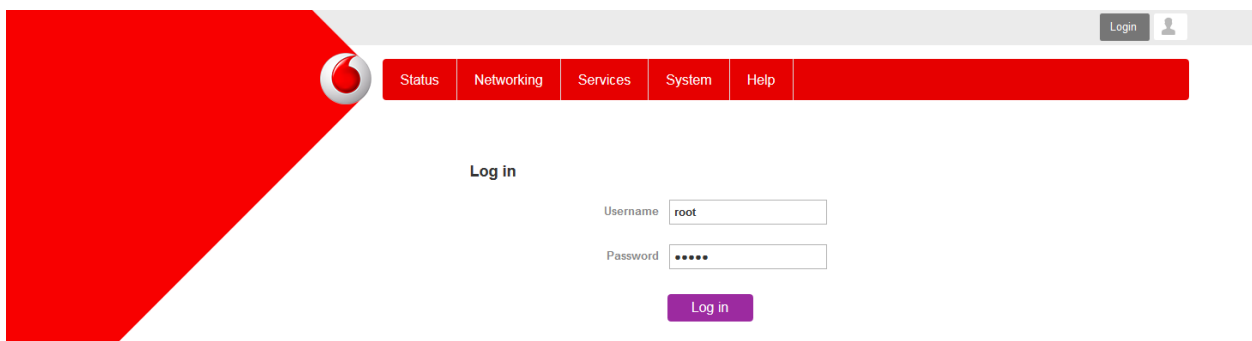 Login
Status Networking Services System Help
Log in
Username root
Password •••••
Log in